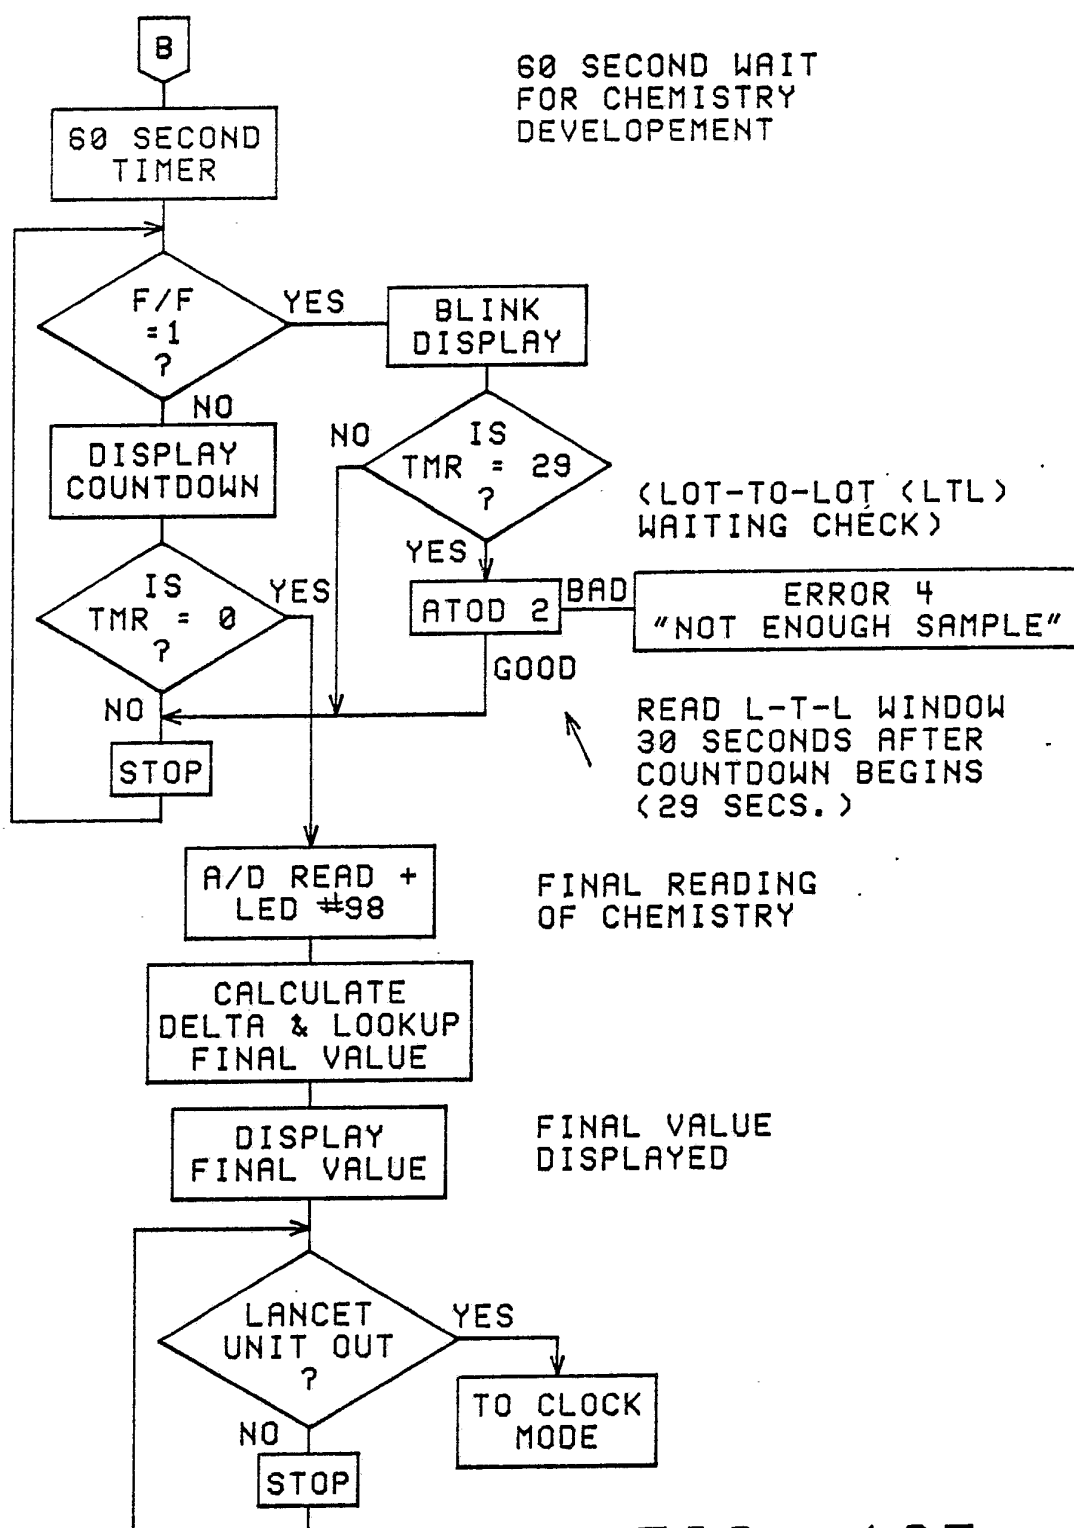 B
60 SECOND WAIT
FOR CHEMISTRY
DEVELOPEMENT
60 SECOND
TIMER
F/F
=1
?
YES
BLINK
DISPLAY
NO
DISPLAY
COUNTDOWN
NO
IS
TMR = 29
?
(LOT-TO-LOT (LTL)
WAITING CHECK)
YES
IS
TMR = 0
?
YES
ATOD 2
BAD
ERROR 4
"NOT ENOUGH SAMPLE"
GOOD
NO
STOP
READ L-T-L WINDOW
30 SECONDS AFTER
COUNTDOWN BEGINS
(29 SECS.)
A/D READ +
LED #98
FINAL READING
OF CHEMISTRY
CALCULATE
DELTA & LOOKUP
FINAL VALUE
DISPLAY
FINAL VALUE
FINAL VALUE
DISPLAYED
LANCET
UNIT OUT
?
YES
TO CLOCK
MODE
NO
STOP